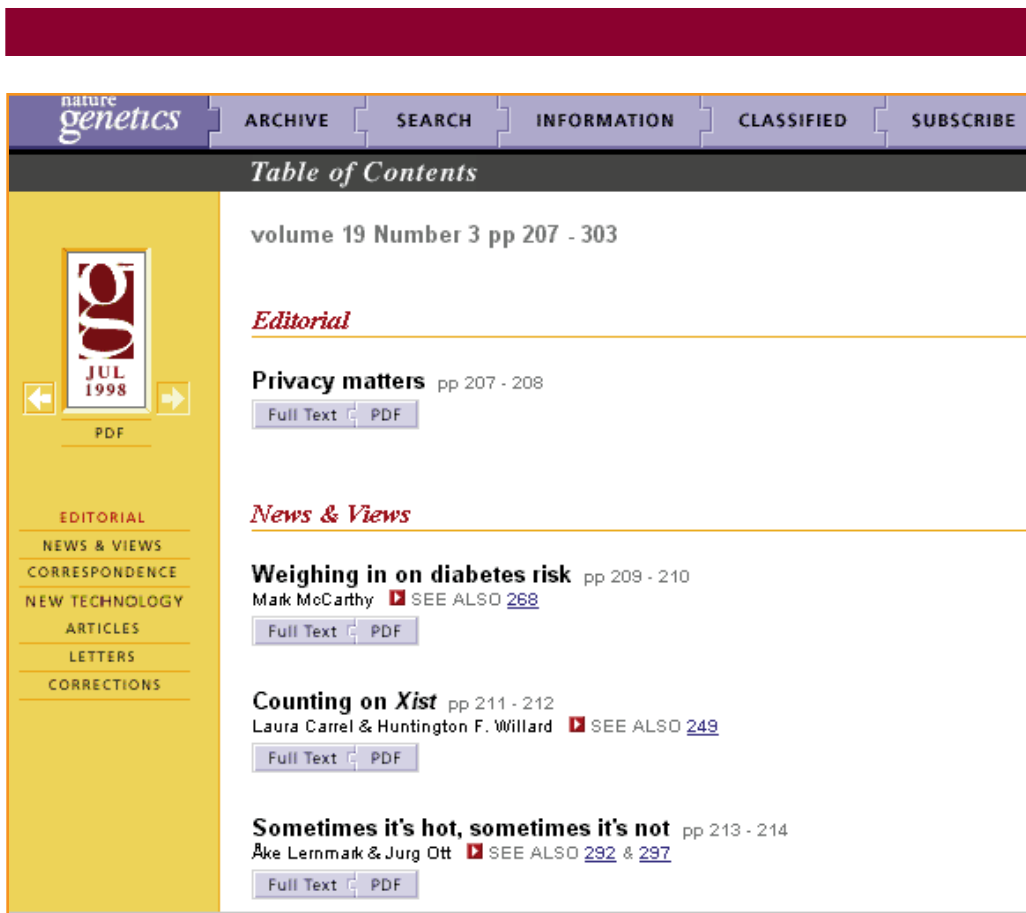 nature
genetics
ARCHIVE SEARCH INFORMATION CLASSIFIED SUBSCRIBE
Table of Contents
g
JUL
1998
PDF
EDITORIAL
NEWS & VIEWS
CORRESPONDENCE
NEW TECHNOLOGY
ARTICLES
LETTERS
CORRECTIONS
volume 19 Number 3 pp 207 - 303
Editorial
Privacy matters pp 207 - 208
Full Text PDF
News & Views
Weighing in on diabetes risk pp 209 - 210
Mark McCarthy SEE ALSO 268
Full Text PDF
Counting on Xist pp 211 - 212
Laura Carrel & Huntington F. Willard SEE ALSO 249
Full Text PDF
Sometimes it's hot, sometimes it's not pp 213 - 214
Åke Lernmark & Jurg Ott SEE ALSO 292 & 297
Full Text PDF